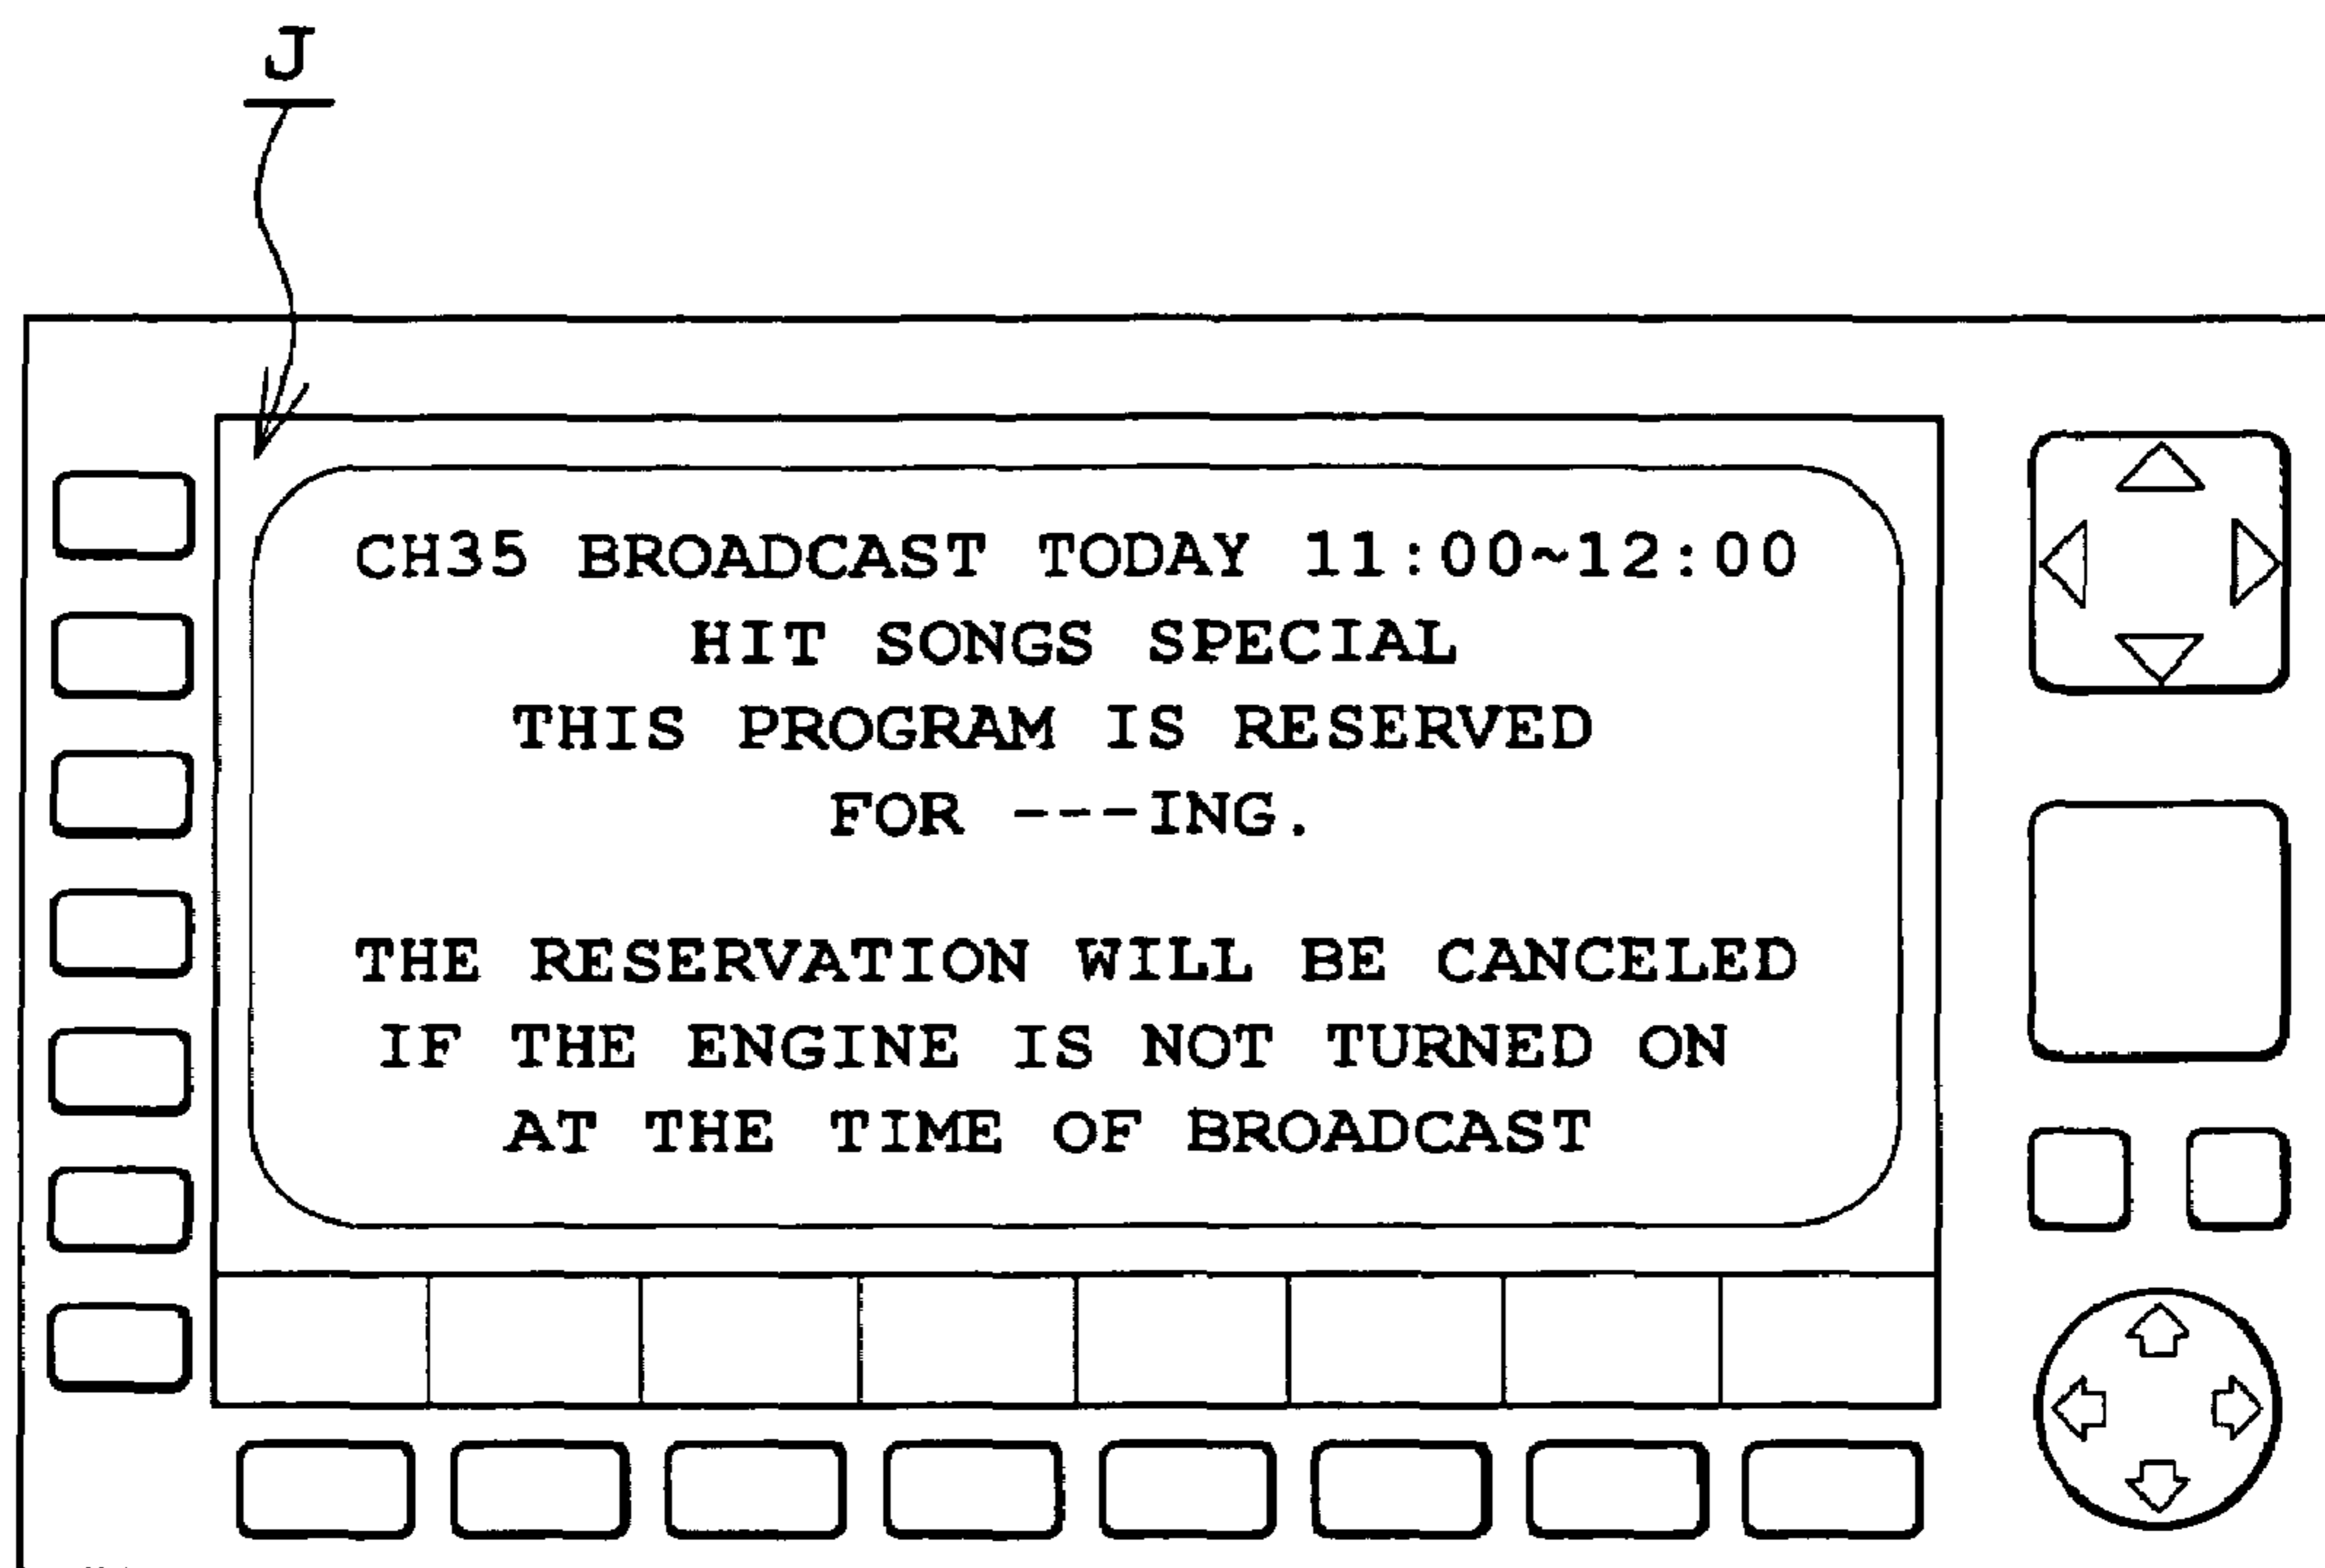 J
CH35 BROADCAST TODAY 11:00~12:00
HIT SONGS SPECIAL
THIS PROGRAM IS RESERVED
FOR ---ING.
THE RESERVATION WILL BE CANCELED
IF THE ENGINE IS NOT TURNED ON
AT THE TIME OF BROADCAST